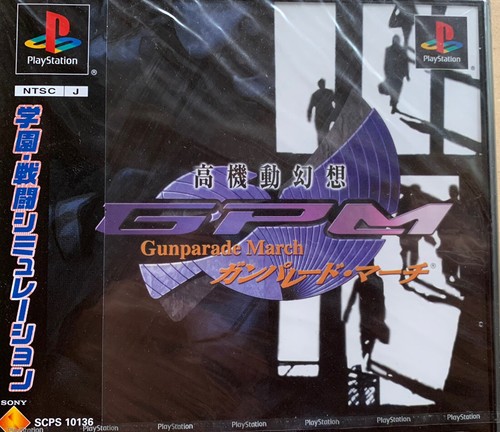 PlayStation
®
NTSC J
学園・戦闘シミュレーション
SONY
SCPS 10136
PlayStation
®
高機動幻想
GPM
Gunparade March
ガンパレード・マーチ®
PlayStation PlayStation PlayStation PlayStation PlayStation